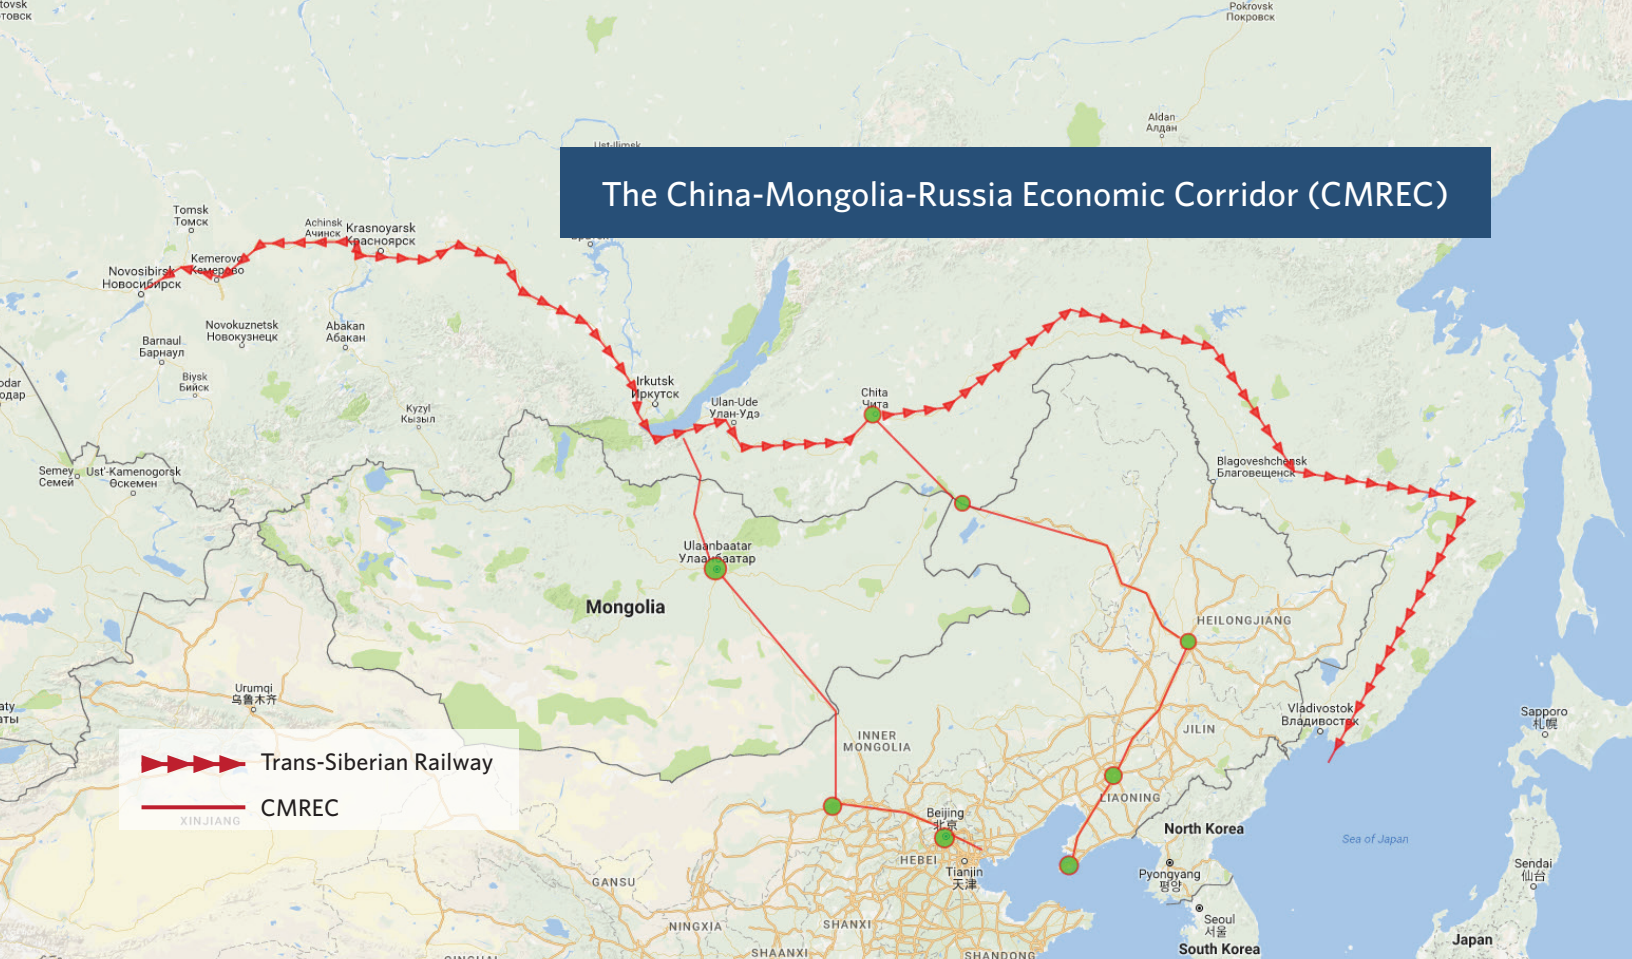 товск
Pokrovsk
Покровск
Aldan
Алдан
The China-Mongolia-Russia Economic Corridor (CMREC)
Tomsk
Томск
Achinsk
Ачинск
Krasnoyarsk
Красноярск
Kemerovo
Кемерово
Novosibirsk
Новосибирск
Novokuznetsk
Новокузнецк
Abakan
Абакан
Barnaul
Барнаул
Biysk
Бийск
Kyzyl
Кызыл
Irkutsk
Иркутск
Ulan-Ude
Улан-Удэ
Chita
Чита
Blagoveshchensk
Благовещенск
Semey
Семей
Ust'-Kamenogorsk
Өскемен
Ulaanbaatar
Улаанбаатар
Mongolia
HEILONGJIANG
Urumqi
乌鲁木齐
Vladivostok
Владивосток
Sapporo
札幌
JILIN
INNER
MONGOLIA
Trans-Siberian Railway
CMREC
XINJIANG
LIAONING
Beijing
北京
North Korea
Sea of Japan
HEBEI
Tianjin
天津
Pyongyang
평양
Sendai
仙台
GANSU
NINGXIA
SHANXI
Seoul
서울
South Korea
Japan
SHAANXI
SHANDONG